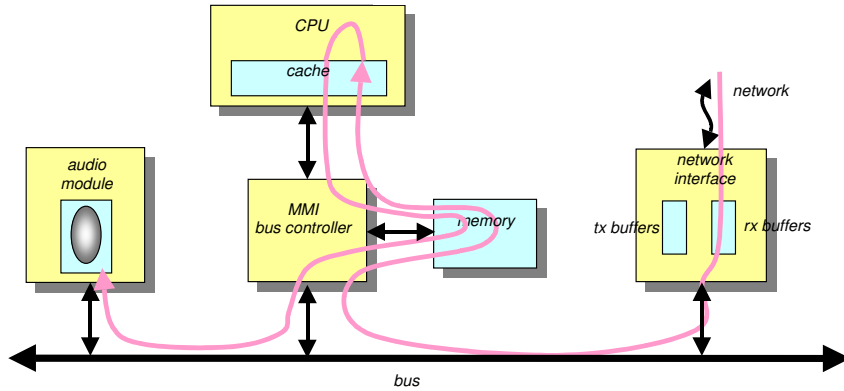 CPU
cache
network
audio
module
network
interface
MMI
bus controller
memory
tx buffers
rx buffers
bus